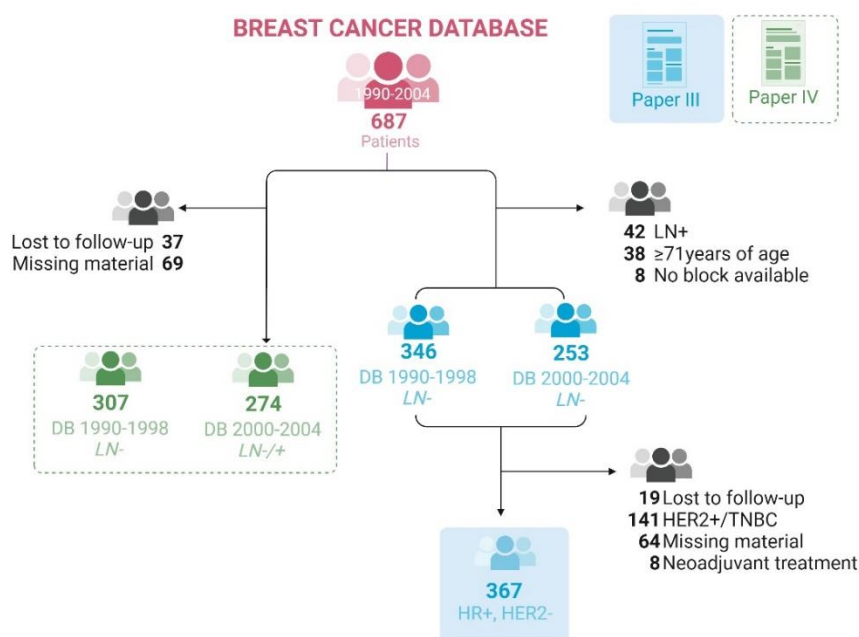 BREAST CANCER DATABASE
1990-2004
687
Patients
Paper III
Paper IV
Lost to follow-up 37
Missing material 69
42 LN+
38 ≥71years of age
8 No block available
307
DB 1990-1998
LN-
274
DB 2000-2004
LN-/+
346
DB 1990-1998
LN-
253
DB 2000-2004
LN-
19 Lost to follow-up
141 HER2+/TNBC
64 Missing material
8 Neoadjuvant treatment
367
HR+, HER2-